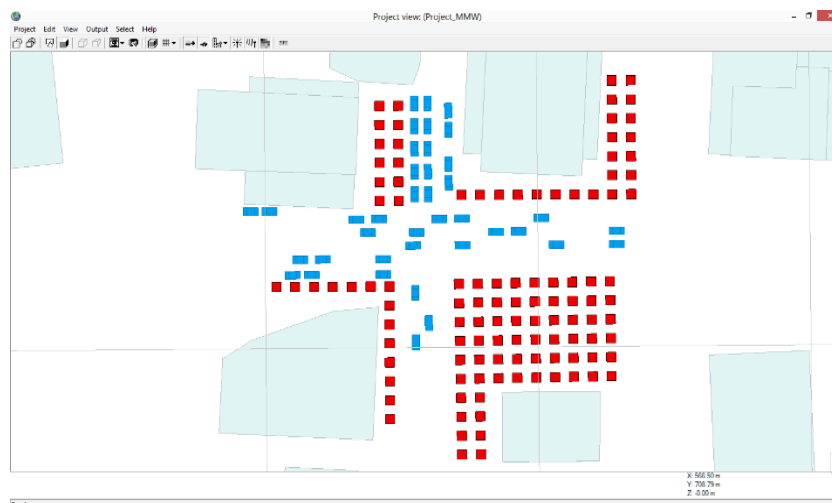 Project view: (Project_MMW)
Project Edit View Output Select Help
X: 566.50 m
Y: 708.79 m
Z: -0.00 m